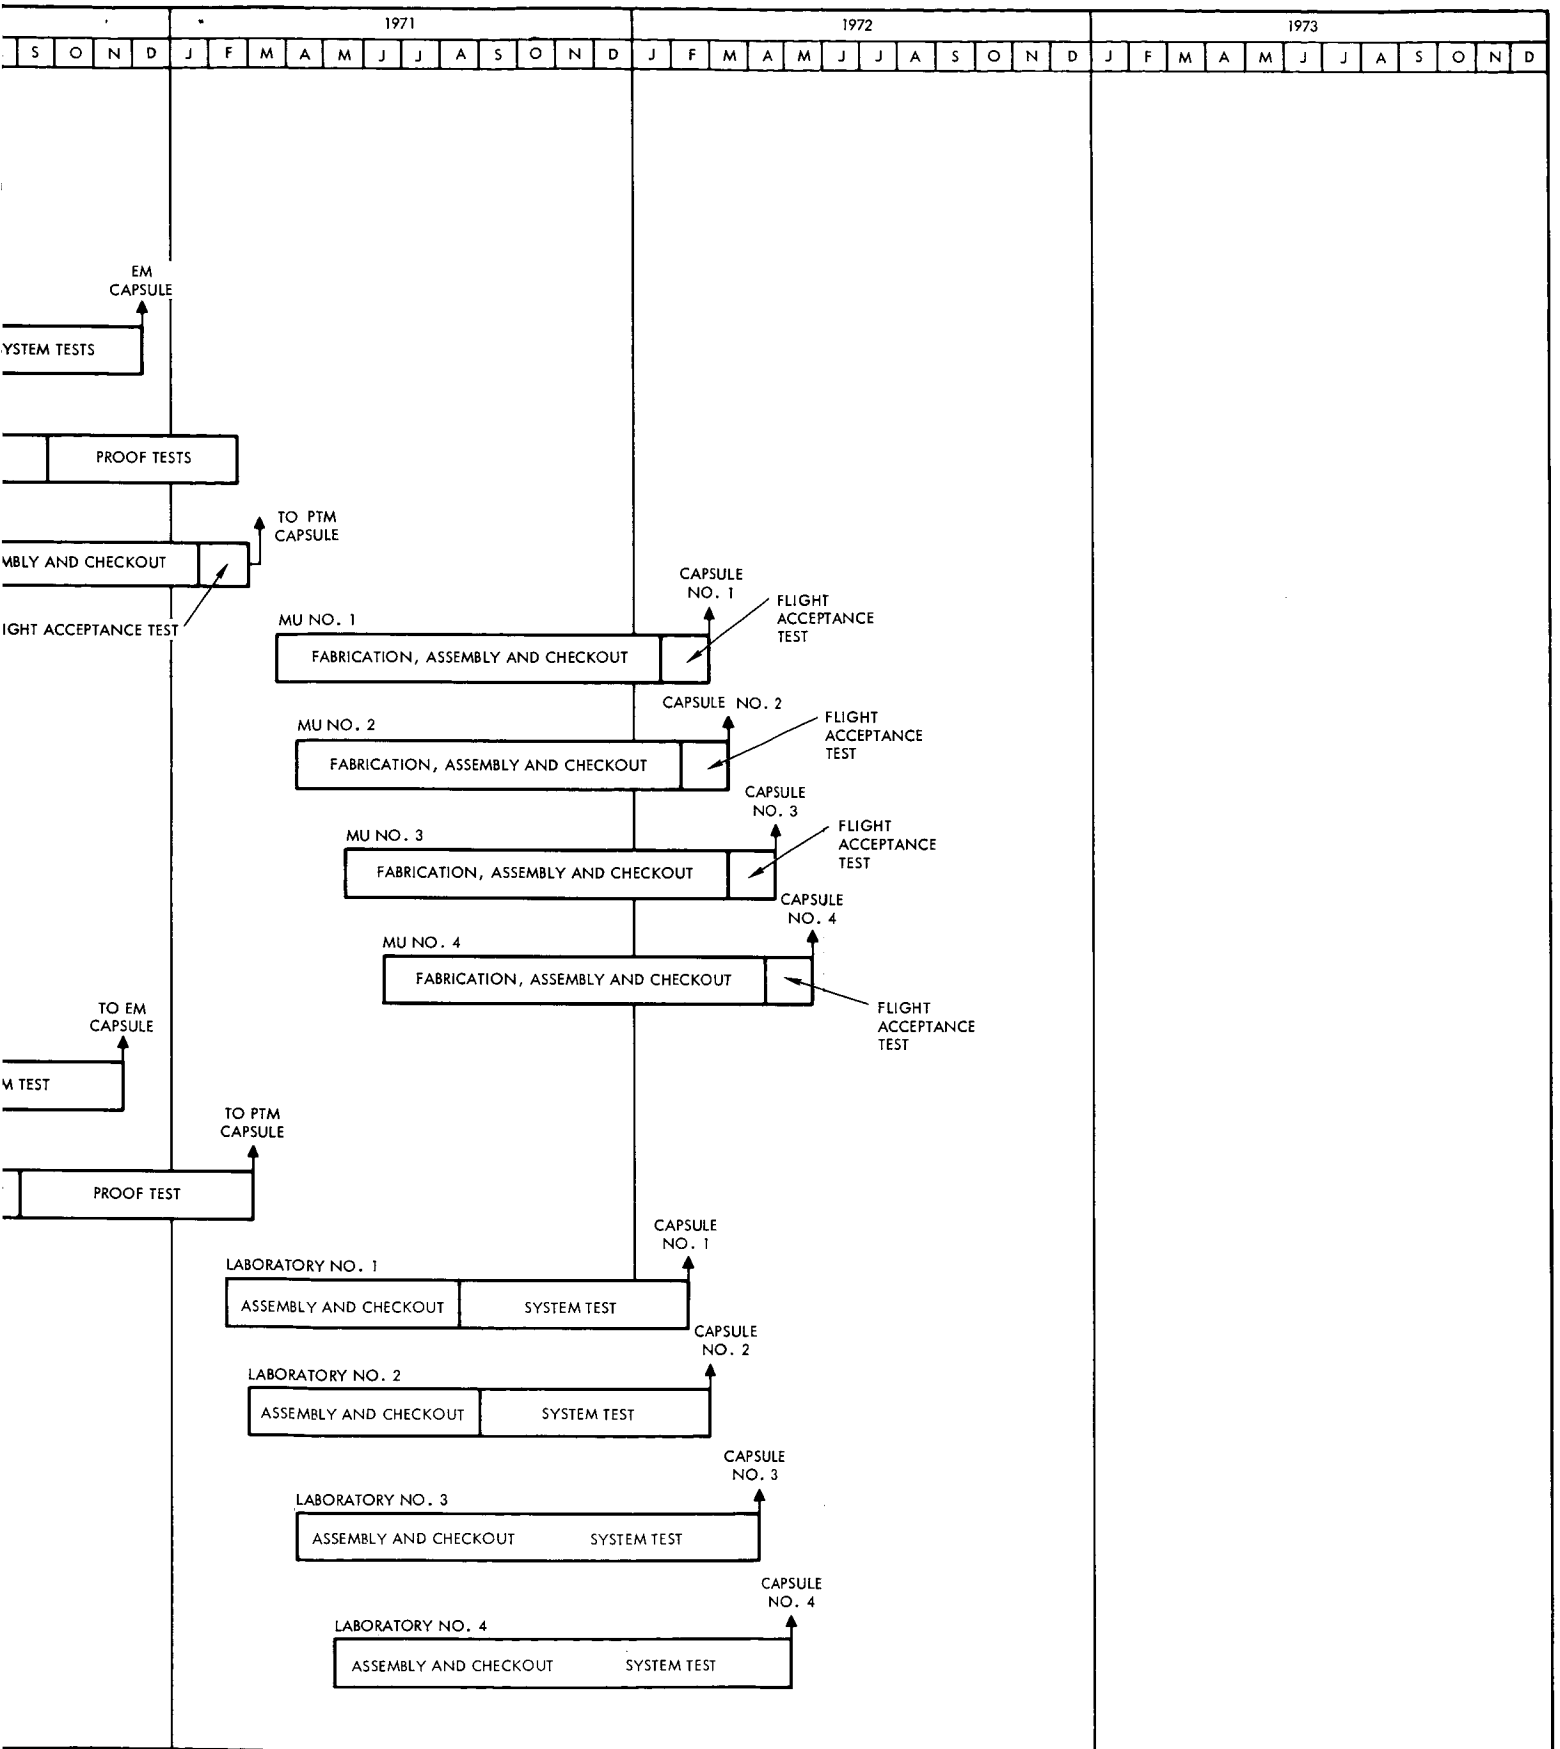 1971 1972 1973
S O N D J F M A M J J A S O N D J F M A M J J A S O N D J F M A M J J A S O N D
EM
CAPSULE
YSTEM TESTS
PROOF TESTS
TO PTM
CAPSULE
MBLY AND CHECKOUT
IGHT ACCEPTANCE TEST
CAPSULE
NO. 1
FLIGHT
ACCEPTANCE
TEST
MU NO. 1
FABRICATION, ASSEMBLY AND CHECKOUT
CAPSULE NO. 2
FLIGHT
ACCEPTANCE
TEST
MU NO. 2
FABRICATION, ASSEMBLY AND CHECKOUT
CAPSULE
NO. 3
FLIGHT
ACCEPTANCE
TEST
MU NO. 3
FABRICATION, ASSEMBLY AND CHECKOUT
CAPSULE
NO. 4
MU NO. 4
FABRICATION, ASSEMBLY AND CHECKOUT
FLIGHT
ACCEPTANCE
TEST
TO EM
CAPSULE
M TEST
TO PTM
CAPSULE
PROOF TEST
CAPSULE
NO. 1
LABORATORY NO. 1
ASSEMBLY AND CHECKOUT SYSTEM TEST
CAPSULE
NO. 2
LABORATORY NO. 2
ASSEMBLY AND CHECKOUT SYSTEM TEST
CAPSULE
NO. 3
LABORATORY NO. 3
ASSEMBLY AND CHECKOUT SYSTEM TEST
CAPSULE
NO. 4
LABORATORY NO. 4
ASSEMBLY AND CHECKOUT SYSTEM TEST